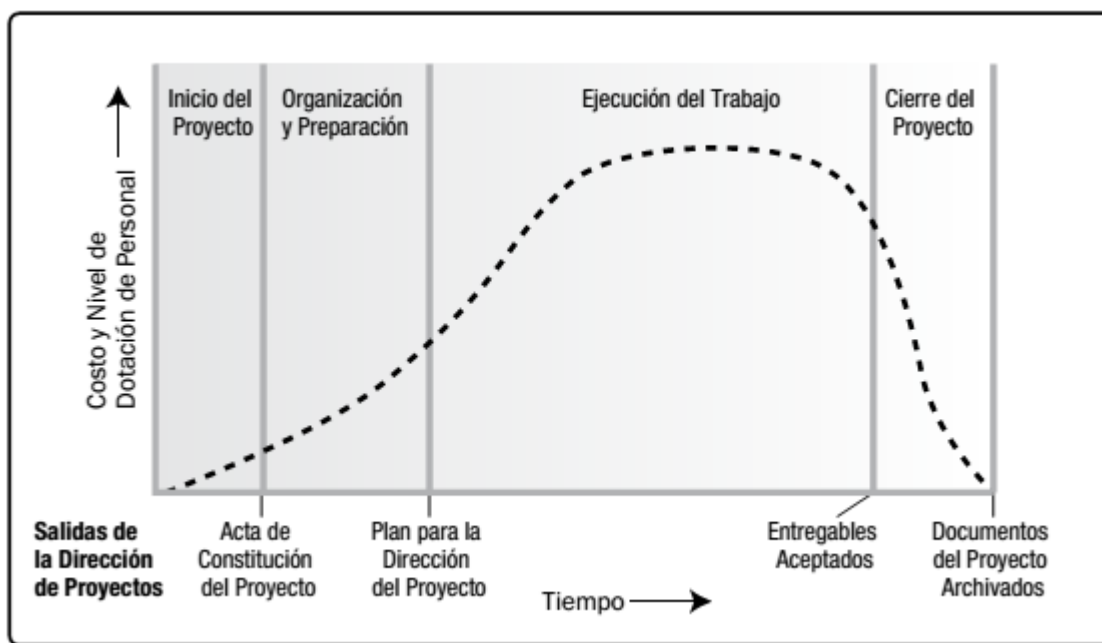 Inicio del
Proyecto
Organización
y Preparación
Ejecución del Trabajo
Cierre del
Proyecto
Costo y Nivel de
Dotación de Personal
Salidas de
la Dirección
de Proyectos
Acta de
Constitución
del Proyecto
Plan para la
Dirección
del Proyecto
Entregables
Aceptados
Documentos
del Proyecto
Archivados
Tiempo